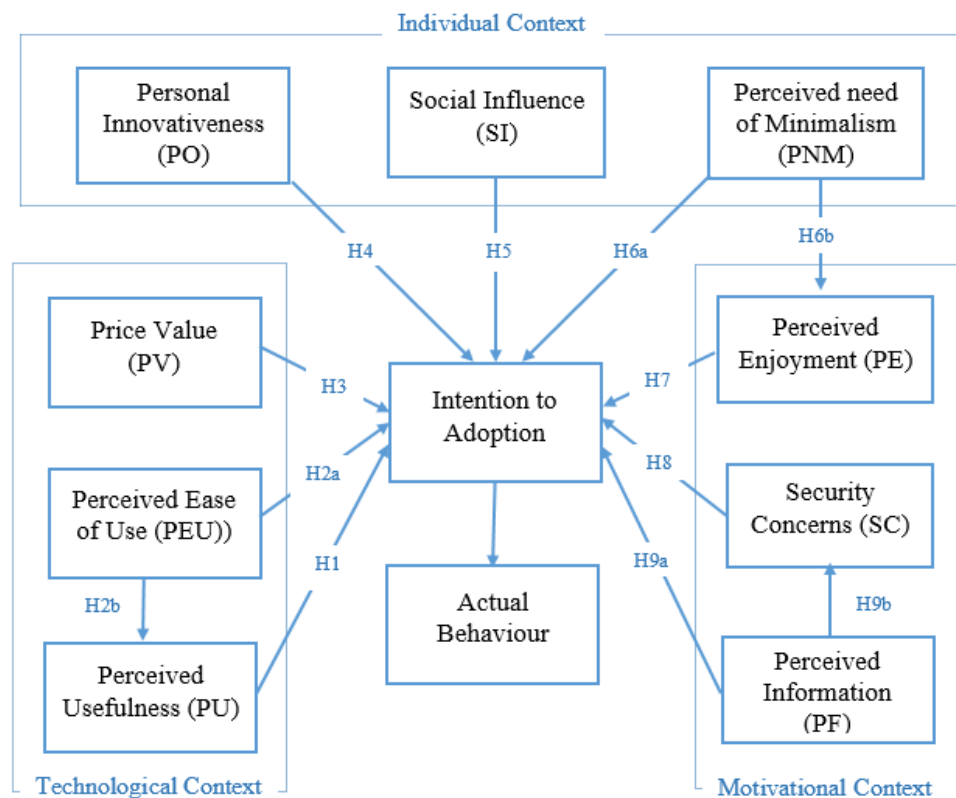 Individual Context
Personal
Innovativeness
(PO)
Social Influence
(SI)
Perceived need
of Minimalism
(PNM)
H4
H5
H6a
H6b
Price Value
(PV)
H3
Perceived Ease
of Use (PEU))
H2a
H2b
Perceived
Usefulness (PU)
H1
Technological Context
Intention to
Adoption
Actual
Behaviour
Perceived
Enjoyment (PE)
H7
Security
Concerns (SC)
H8
H9a
H9b
Perceived
Information
(PF)
Motivational Context